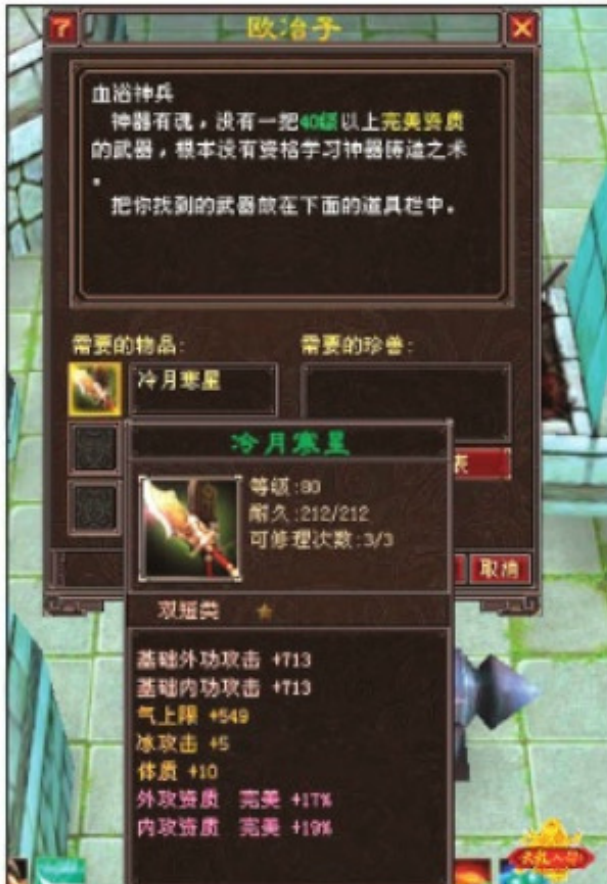 ?
欧冶子
X
血浴神兵
神器有魂，没有一把40级以上完美资质
的武器，根本没有资格学习神器铸造之术
。
把你找到的武器放在下面的道具栏中。
需要的物品：
需要的珍兽：
冷月寒星
冷月寒星
等级:80
耐久:212/212
可修理次数:3/3
表
取消
双短类
基础外功攻击 +713
基础内功攻击 +713
气上限 +549
冰攻击 +5
体质 +10
外攻资质 完美 +17%
内攻资质 完美 +19%